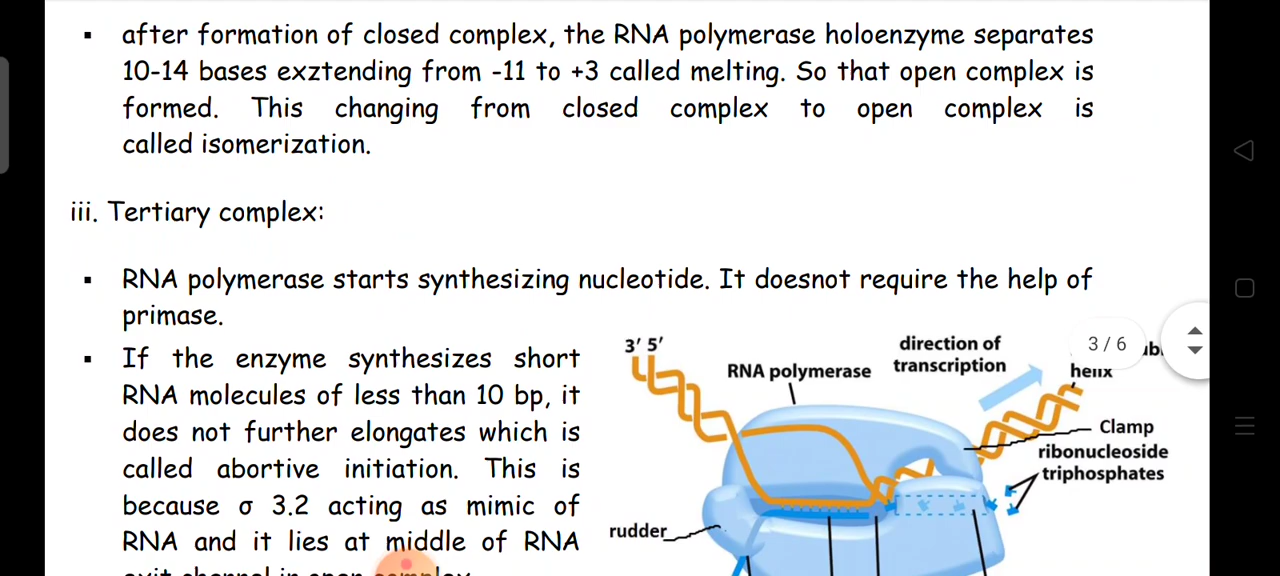 ▪ after formation of closed complex, the RNA polymerase holoenzyme separates
10-14 bases exztending from -11 to +3 called melting. So that open complex is
formed. This changing from closed complex to open complex is
called isomerization.
iii. Tertiary complex:
▪ RNA polymerase starts synthesizing nucleotide. It doesnot require the help of
primase.
▪ If the enzyme synthesizes short
RNA molecules of less than 10 bp, it
does not further elongates which is
called abortive initiation. This is
because σ 3.2 acting as mimic of
RNA and it lies at middle of RNA
3′ 5′
RNA polymerase
direction of
transcription
3 / 6
helix
Clamp
ribonucleoside
triphosphates
rudder